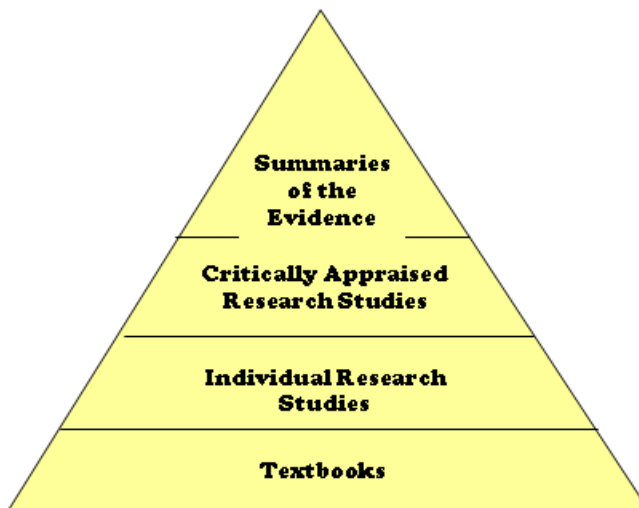 Summaries
of the
Evidence
Critically Appraised
Research Studies
Individual Research
Studies
Textbooks